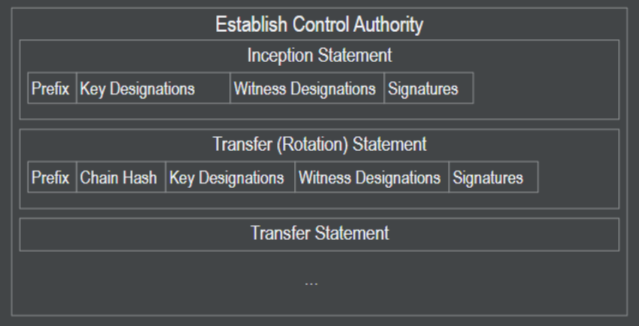 Establish Control Authority
Inception Statement
Prefix Key Designations Witness Designations Signatures
Transfer (Rotation) Statement
Prefix Chain Hash Key Designations Witness Designations Signatures
Transfer Statement
...